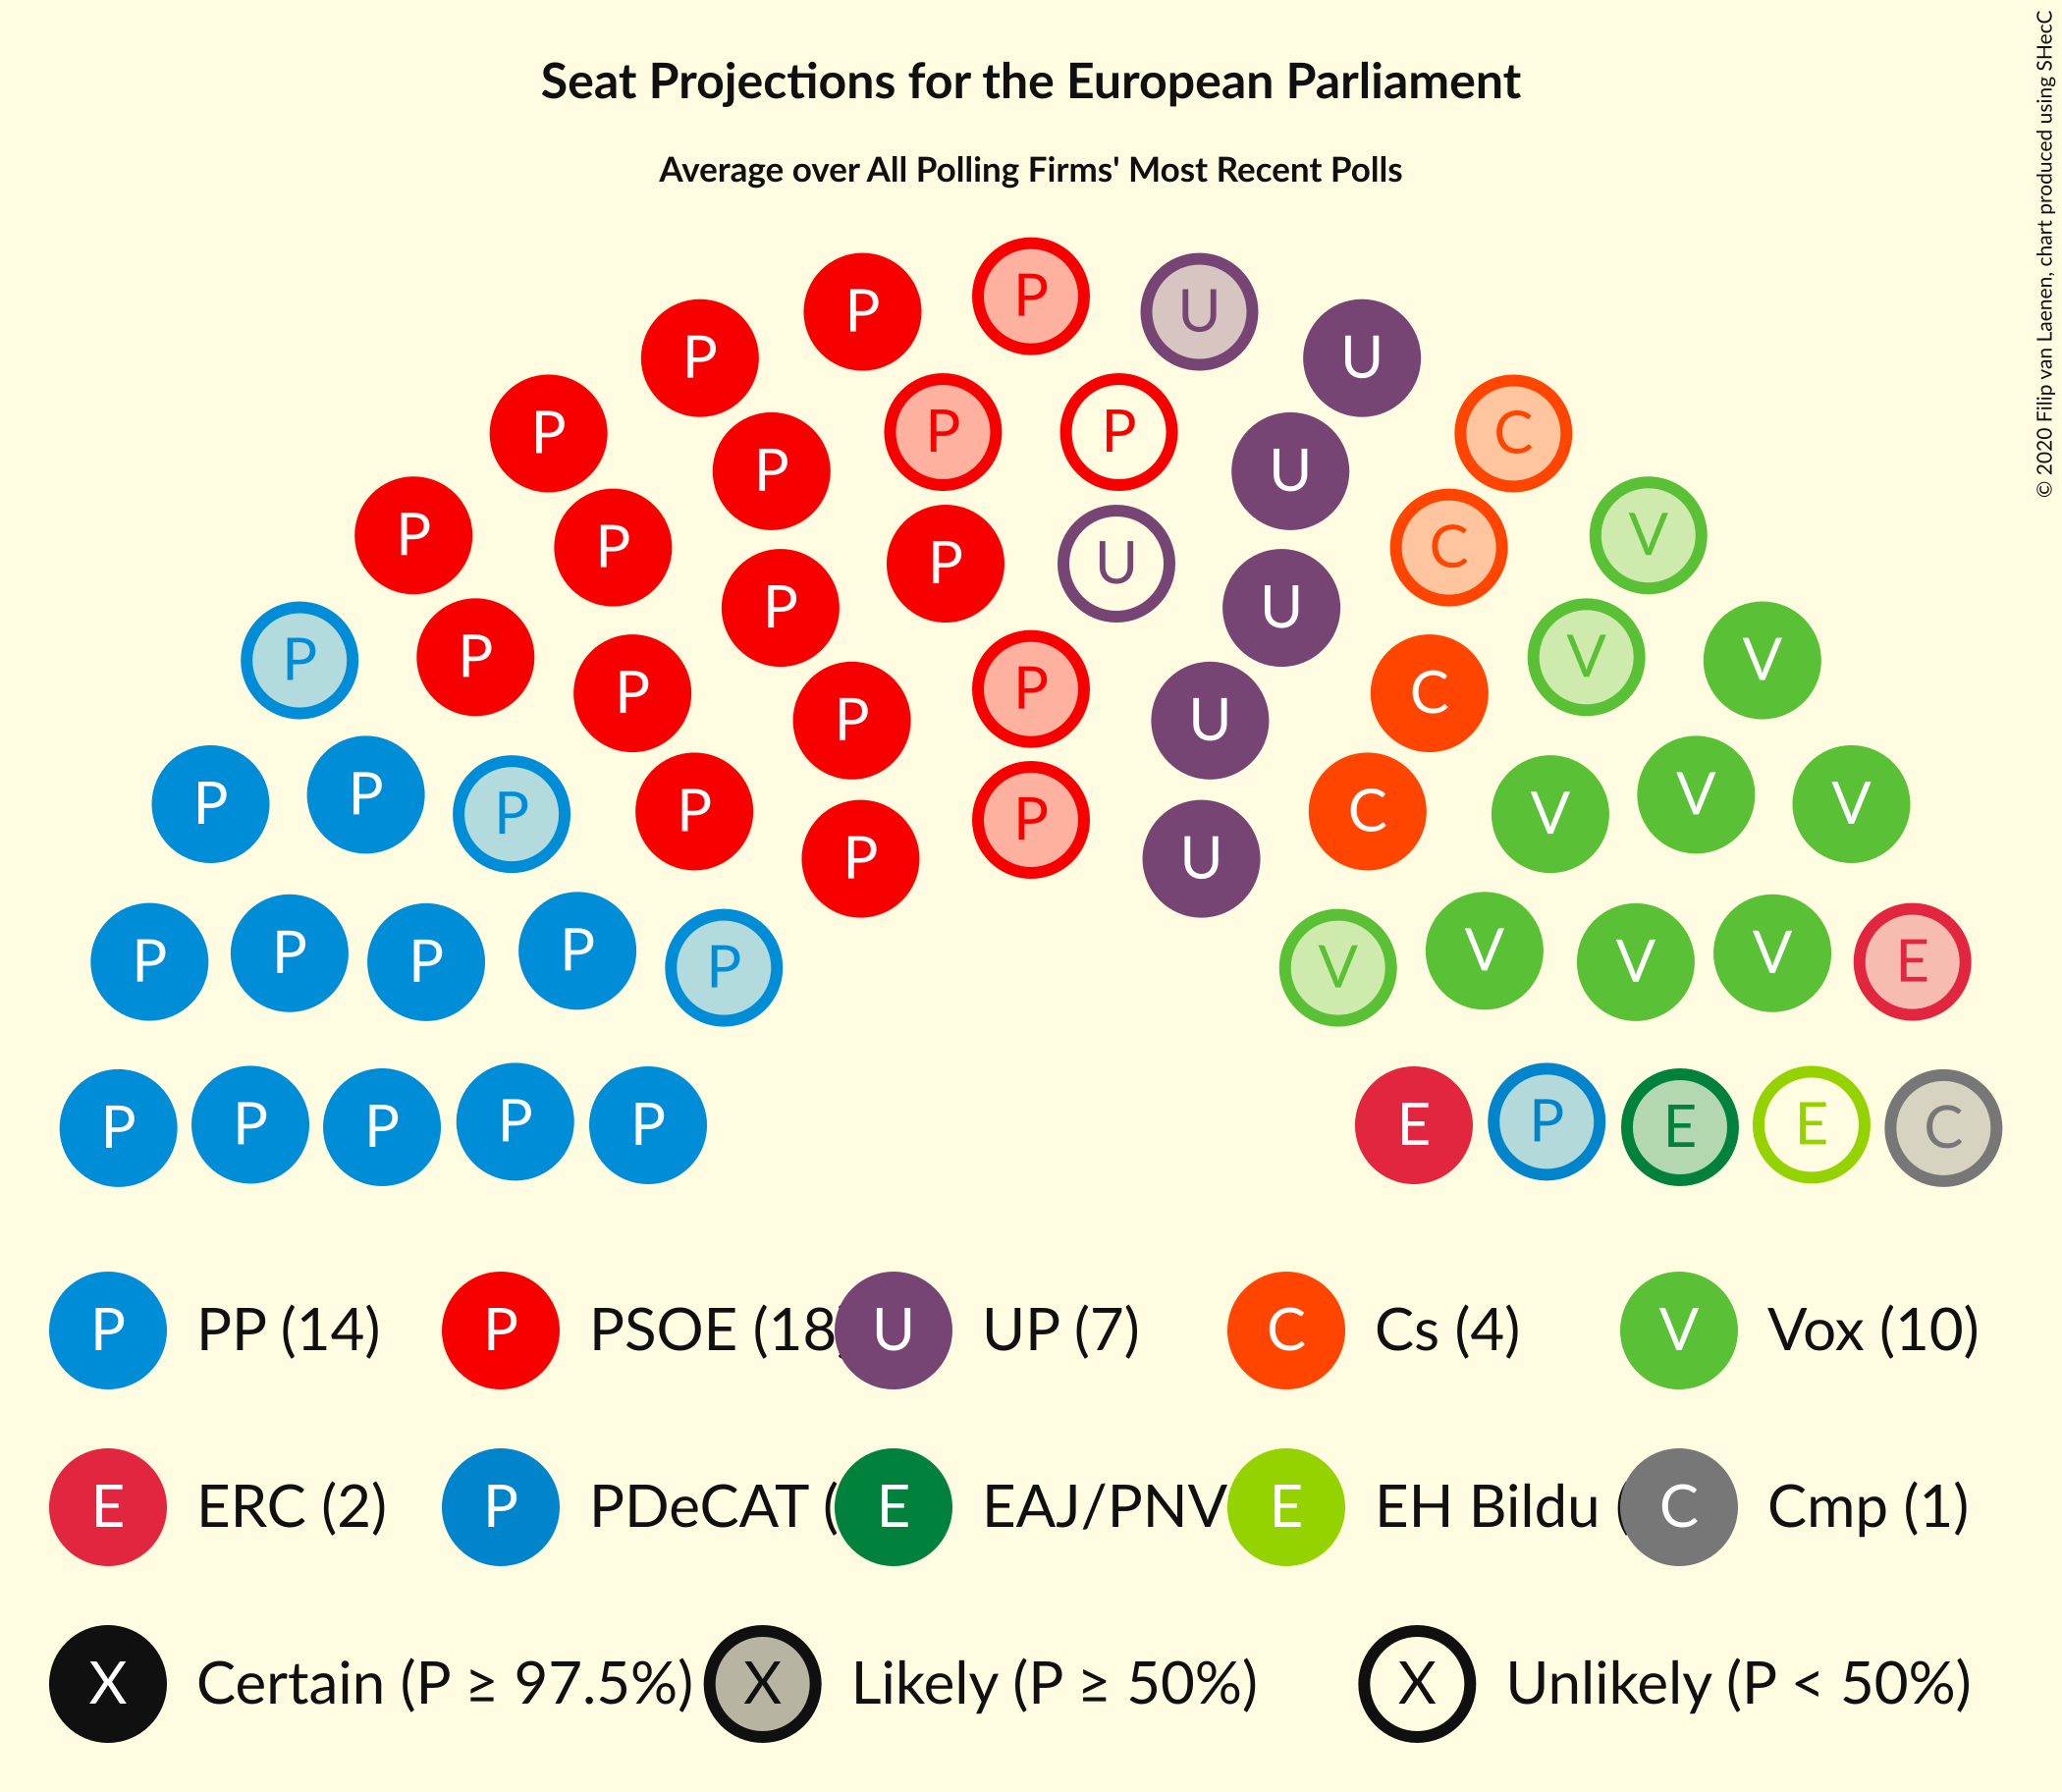 © 2020 Filip van Laenen, chart produced using SHecC
Seat Projections for the European Parliament
Average over All Polling Firms' Most Recent Polls
P
P U
P U
P P P C
P U
P V
P C
P U
P U
P P V V
P P C
P U
P P P P P C V V V
P U
P P P P P V V V V E
P P P P P E P E E C
P PP (14) P PSOE (18 U UP (7) C Cs (4) V Vox (10)
E ERC (2) P PDeCAT ( E EAJ/PNV E EH Bildu ( C Cmp (1)
X Certain (P ≥ 97.5%) X Likely (P ≥ 50%) X Unlikely (P < 50%)